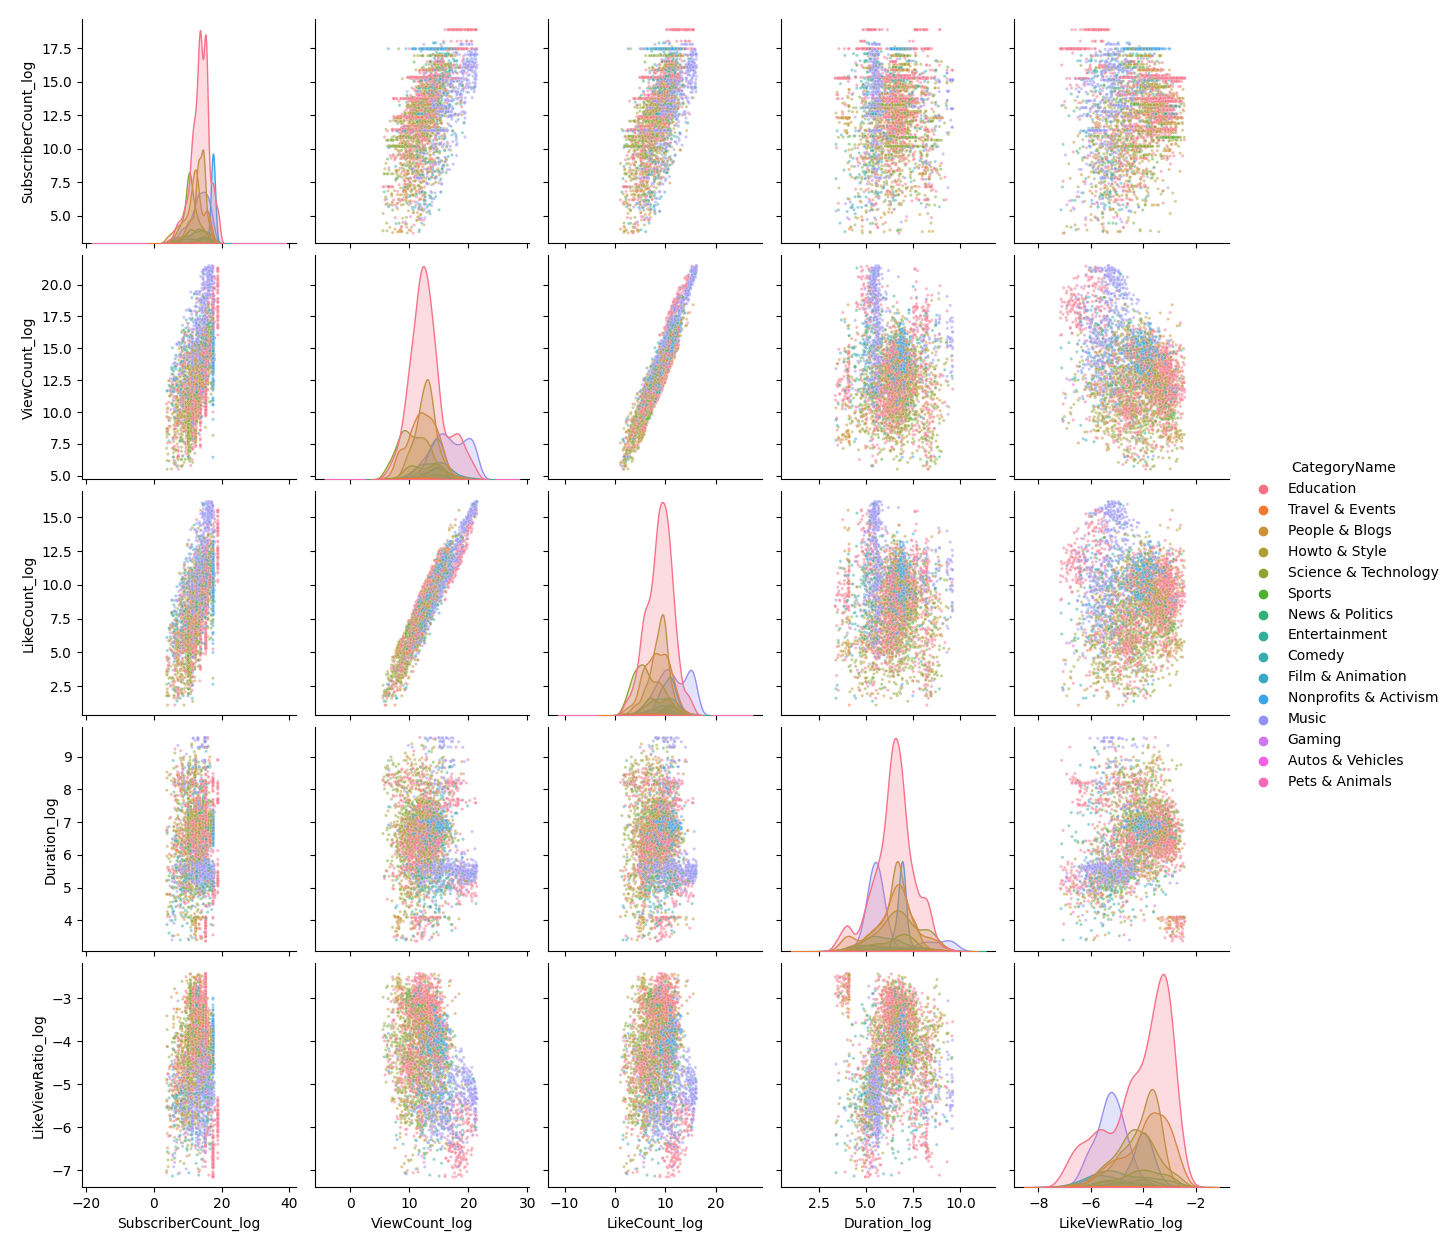 17.5
15.0
12.5
10.0
7.5
5.0
SubscriberCount_log
20.0
17.5
15.0
12.5
10.0
7.5
5.0
ViewCount_log
15.0
12.5
10.0
7.5
5.0
2.5
LikeCount_log
9
8
7
6
5
4
Duration_log
−3
−4
−5
−6
−7
LikeViewRatio_log
−20 0 20 40
SubscriberCount_log
0 10 20 30
ViewCount_log
−10 0 10 20
LikeCount_log
2.5 5.0 7.5 10.0
Duration_log
−8 −6 −4 −2
LikeViewRatio_log
CategoryName
Education
Travel & Events
People & Blogs
Howto & Style
Science & Technology
Sports
News & Politics
Entertainment
Comedy
Film & Animation
Nonprofits & Activism
Music
Gaming
Autos & Vehicles
Pets & Animals